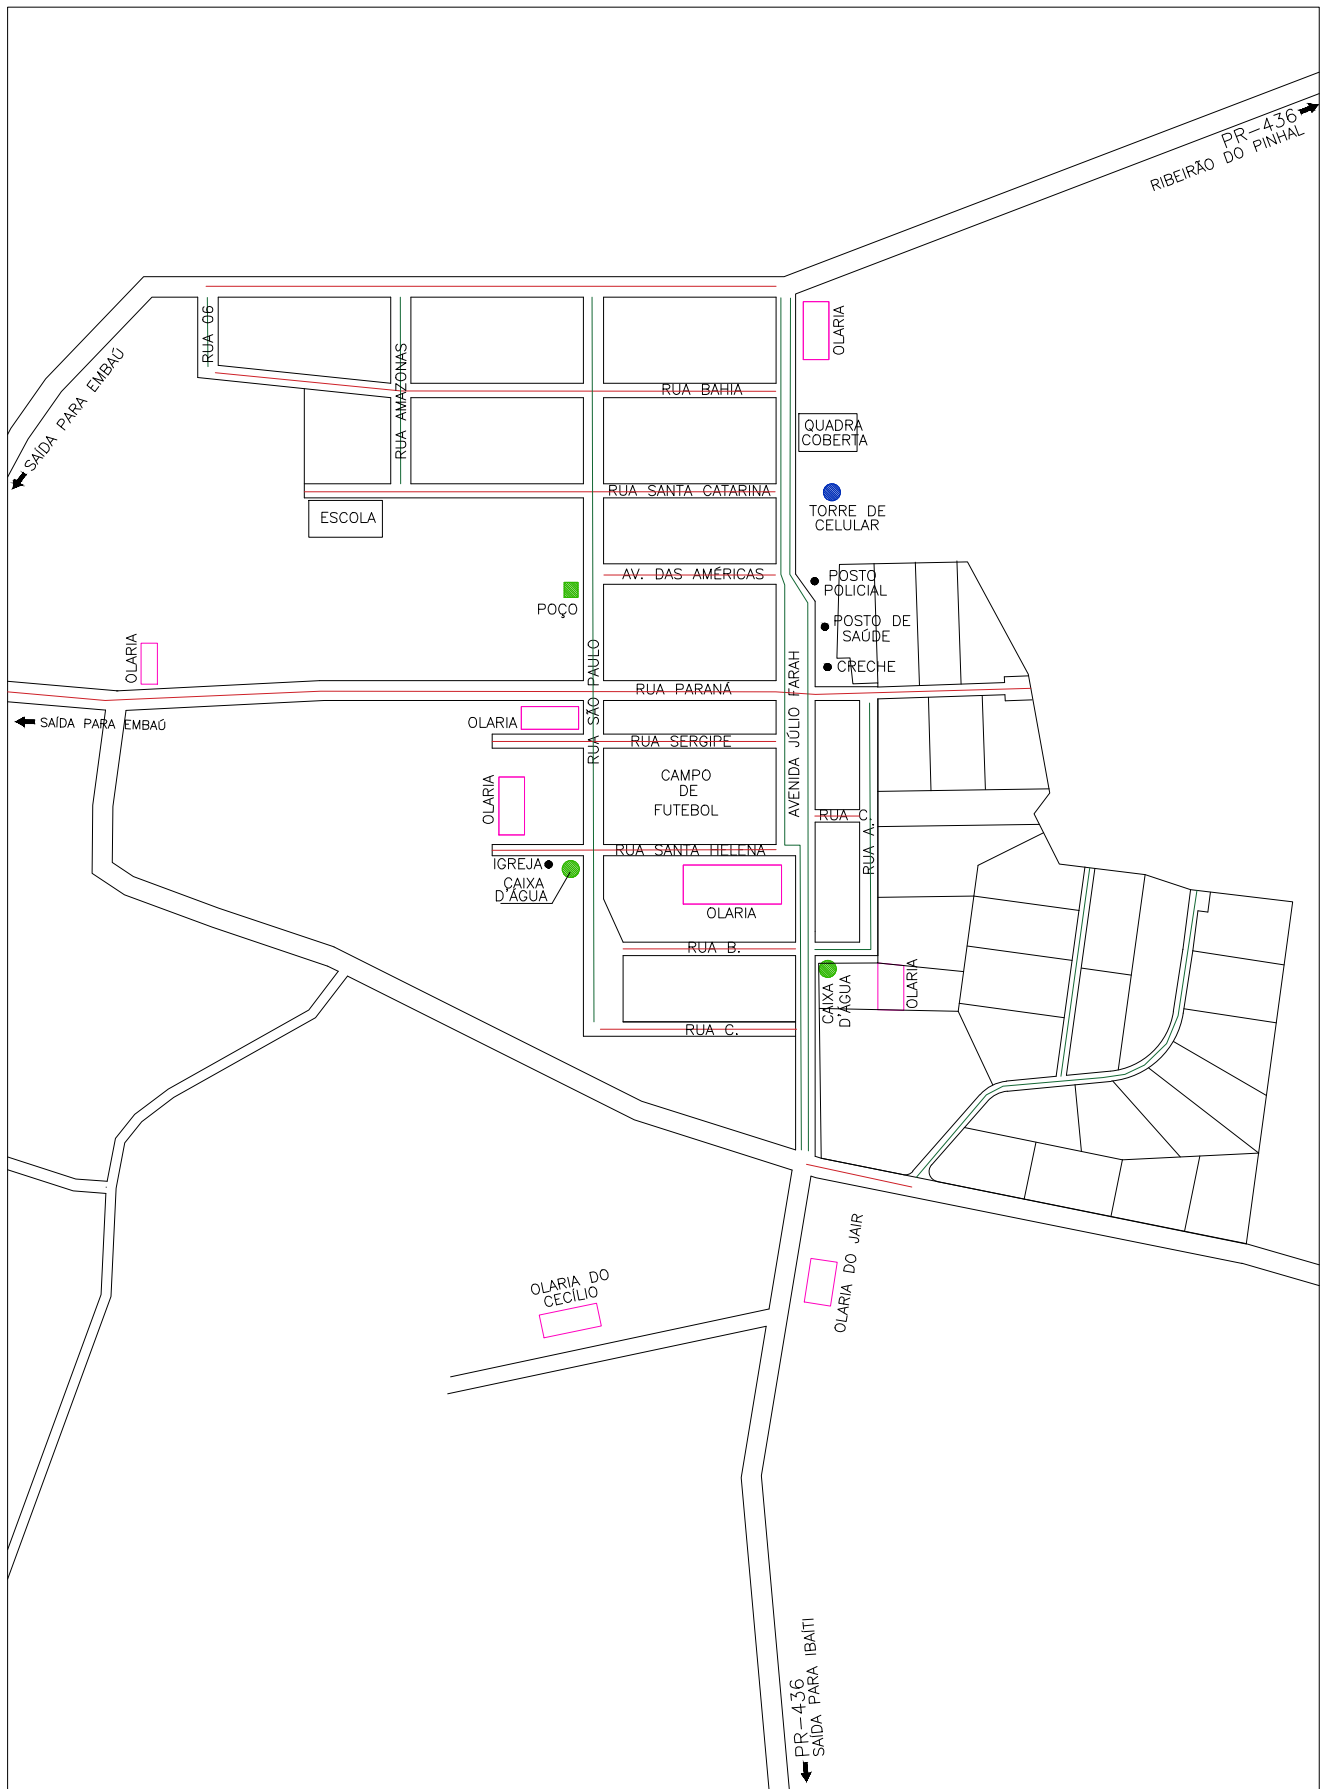 PR-436
RIBEIRÃO DO PINHAL
SAÍDA PARA EMBAÚ
RUA 06
RUA AMAZONAS
RUA BAHIA
OLARIA
QUADRA
COBERTA
RUA SANTA CATARINA
ESCOLA
TORRE DE
CELULAR
AV. DAS AMÉRICAS
POSTO
POLICIAL
POÇO
POSTO DE
SAÚDE
CRECHE
OLARIA
RUA SÃO PAULO
RUA PARANÁ
AVENIDA JÚLIO FARAH
SAÍDA PARA EMBAÚ
OLARIA
RUA SERGIPE
CAMPO
DE
FUTEBOL
OLARIA
RUA C.
RUA A.
RUA SANTA HELENA
IGREJA
CAIXA
D'ÁGUA
OLARIA
RUA B.
CAIXA
D'ÁGUA
OLARIA
RUA C.
OLARIA DO JAIR
OLARIA DO
CECÍLIO
PR-436
SAÍDA PARA IBAÍTI